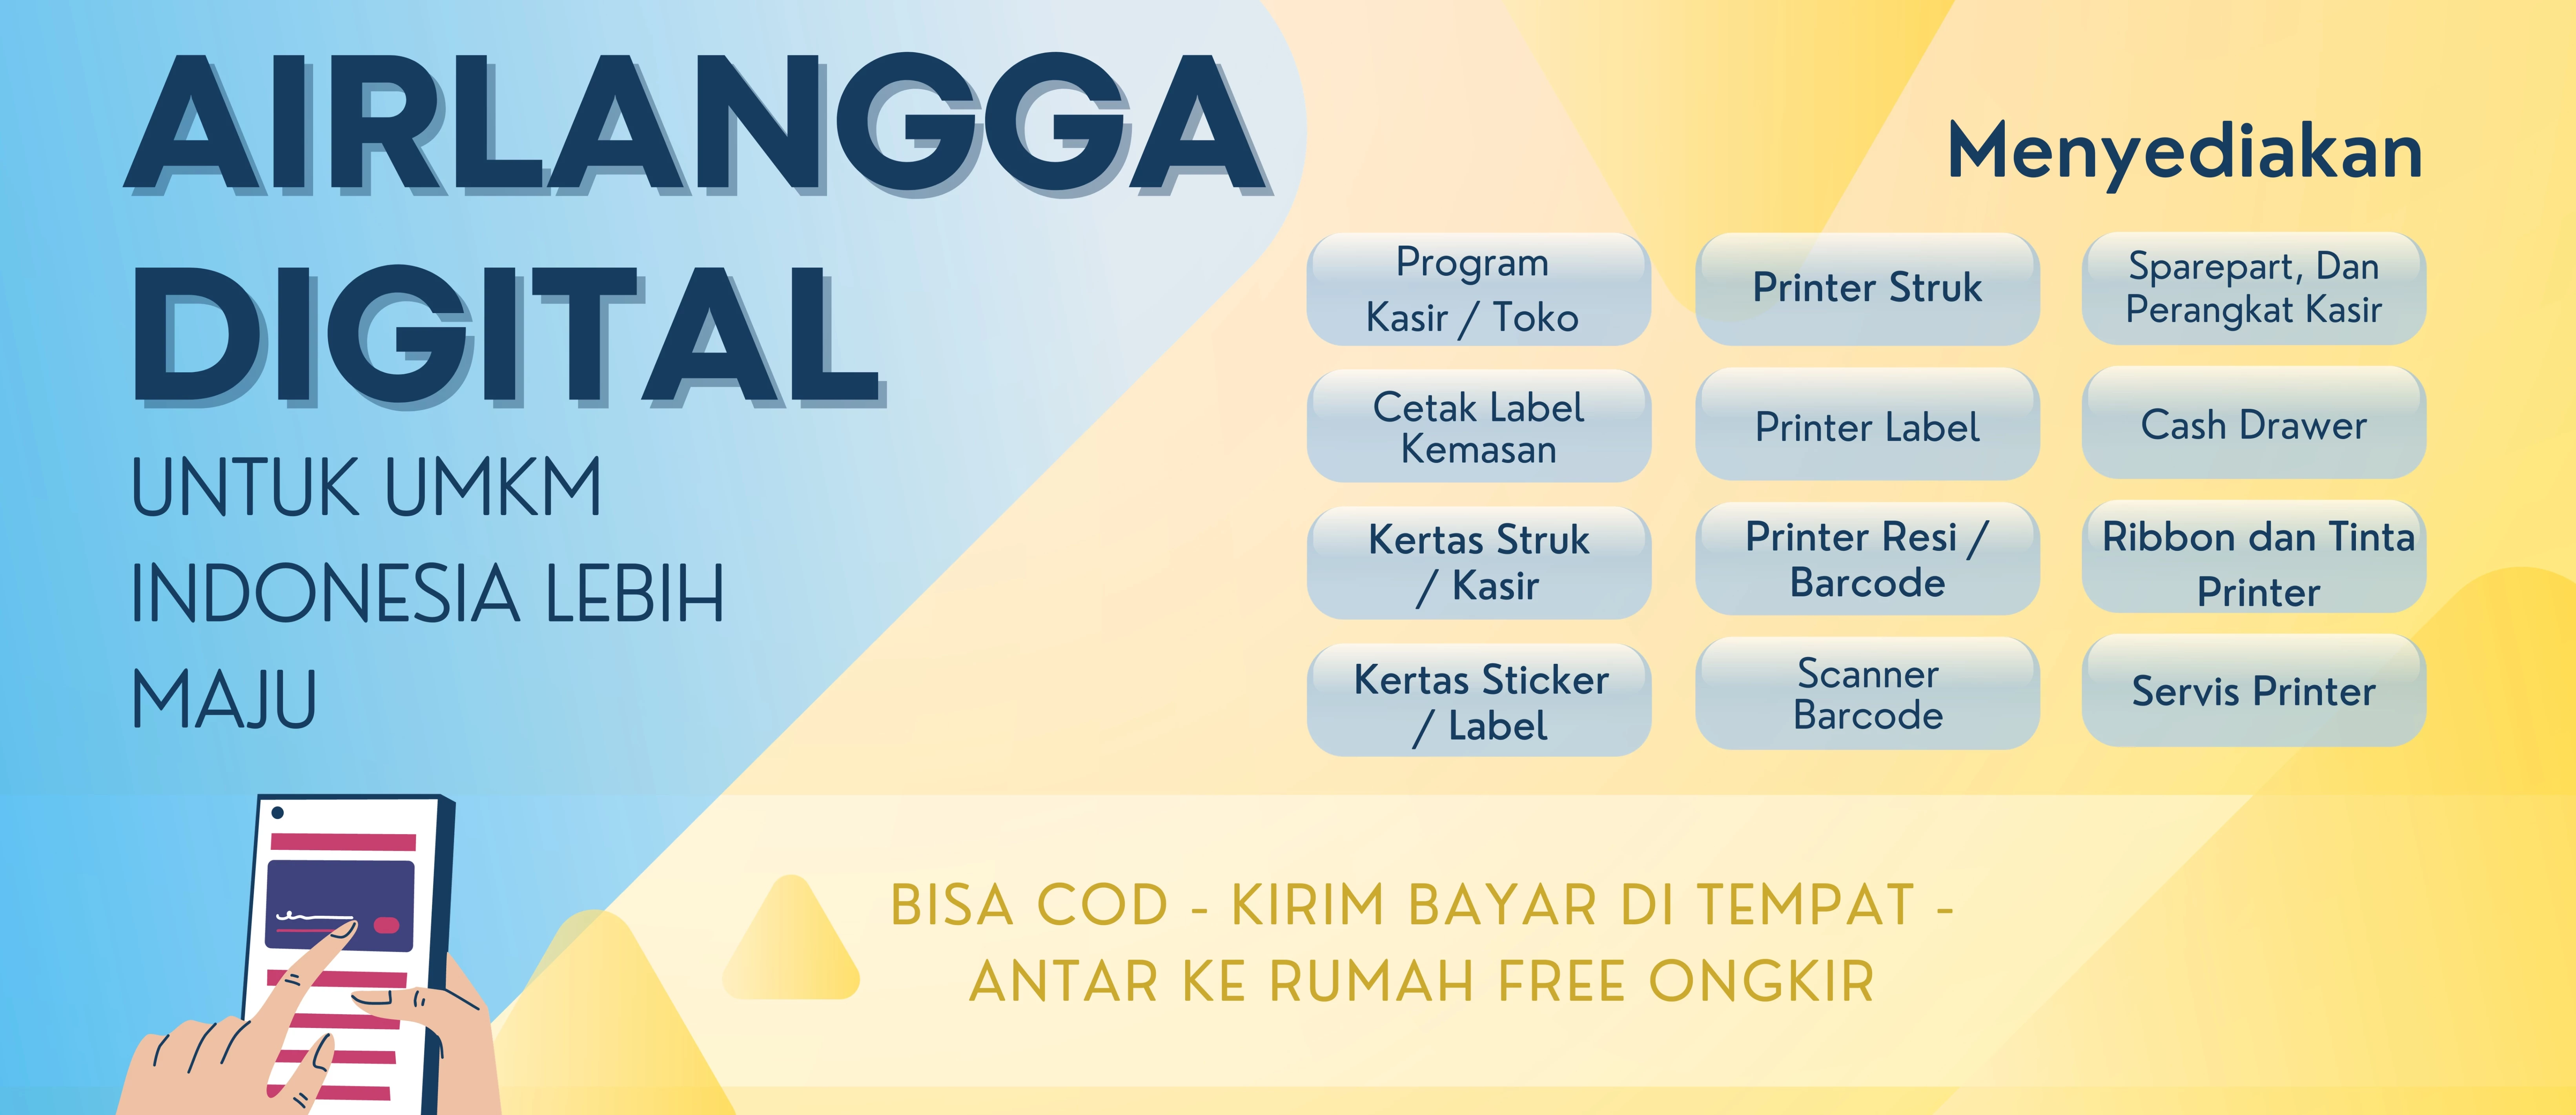 AIRLANGGA
DIGITAL
UNTUK UMKM
INDONESIA LEBIH
MAJU
Menyediakan
Program
Kasir / Toko
Printer Struk
Sparepart, Dan
Perangkat Kasir
Cetak Label
Kemasan
Printer Label
Cash Drawer
Kertas Struk
/ Kasir
Printer Resi /
Barcode
Ribbon dan Tinta
Printer
Kertas Sticker
/ Label
Scanner
Barcode
Servis Printer
BISA COD - KIRIM BAYAR DI TEMPAT -
ANTAR KE RUMAH FREE ONGKIR